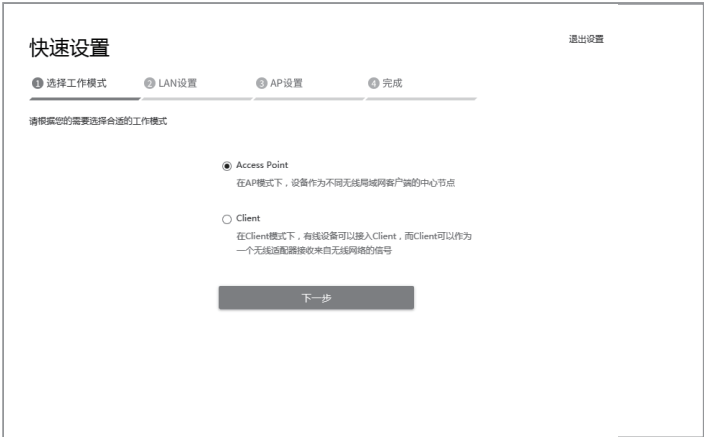 快速设置
退出设置
1 选择工作模式 2 LAN设置 3 AP设置 4 完成
请根据您的需要选择合适的工作模式
Access Point
在AP模式下，设备作为不同无线局域网客户端的中心节点
Client
在Client模式下，有线设备可以接入Client，而Client可以作为
一个无线适配器接收来自无线网络的信号
下一步